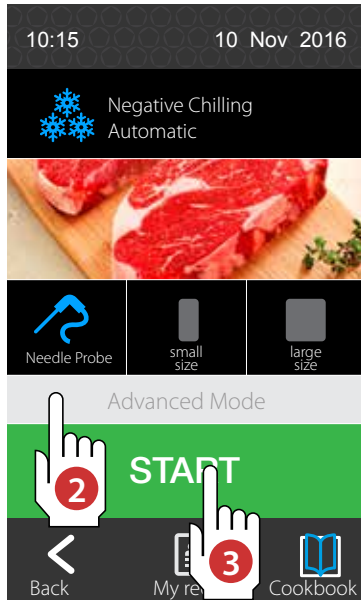 10:15 10 Nov 2016
Negative Chilling
Automatic
Needle Probe
small
size
large
size
Advanced Mode
2
START
3
Back My Cookbook